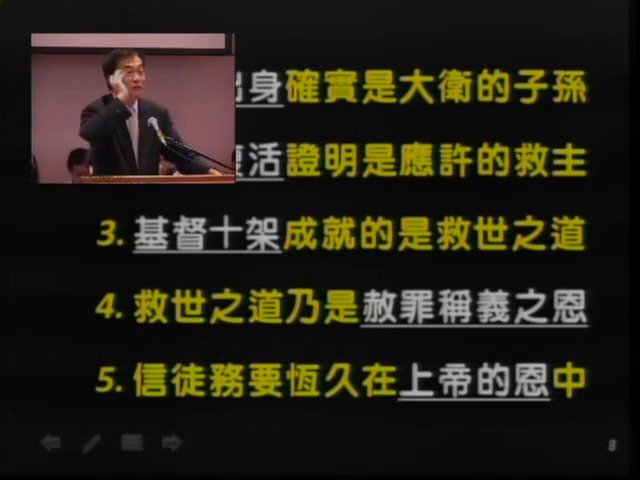 出身確實是大衛的子孫
復活證明是應許的救主
3. 基督十架成就的是救世之道
4. 救世之道乃是赦罪稱義之恩
5. 信徒務要恆久在上帝的恩中
8